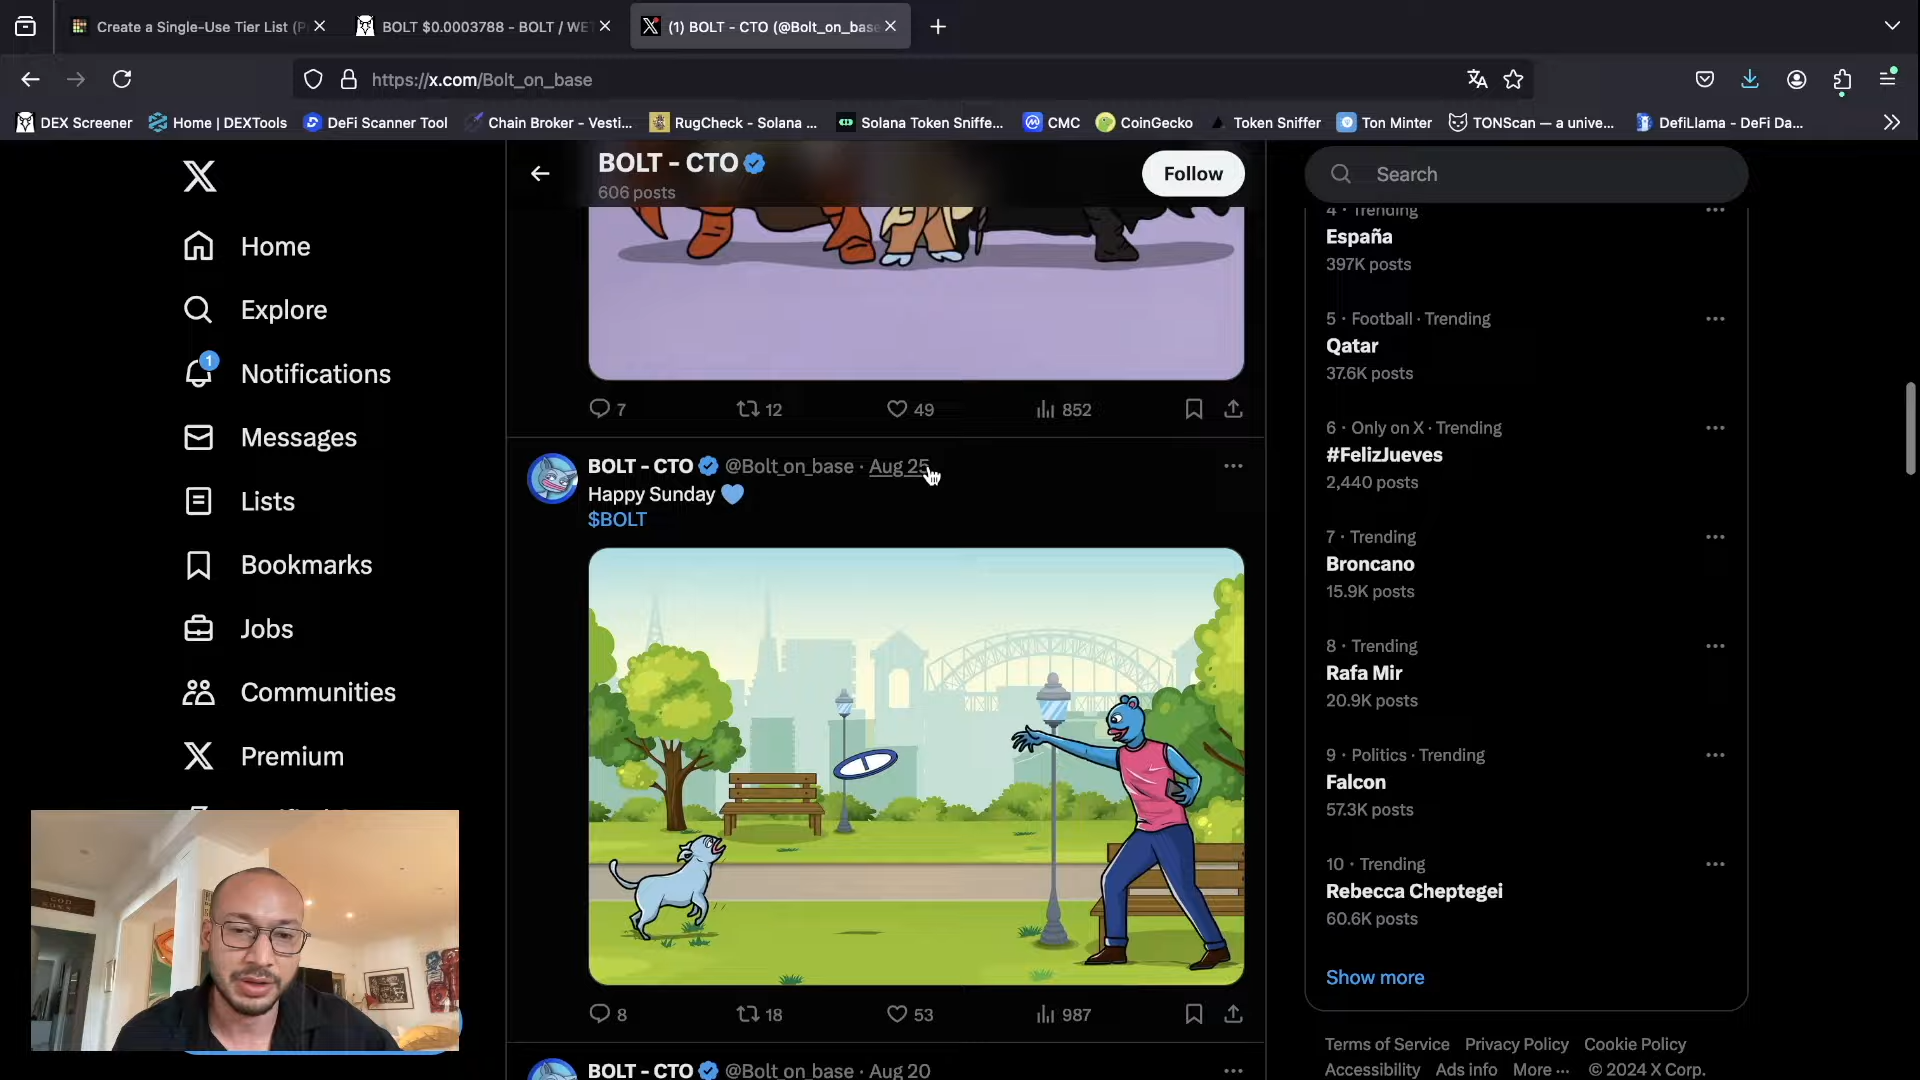 Create a Single-Use Tier List (P
BOLT $0.0003788 - BOLT / WE
(1) BOLT - CTO (@Bolt_on_base
https://x.com/Bolt_on_base
DEX Screener
Home | DEXTools
DeFi Scanner Tool
Chain Broker - Vesti...
RugCheck - Solana ...
Solana Token Sniffe...
CMC
CoinGecko
Token Sniffer
Ton Minter
TONScan — a unive...
DefiLlama - DeFi Da...
Home
Explore
1
Notifications
Messages
Lists
Bookmarks
Jobs
Communities
Premium
BOLT - CTO
606 posts
Follow
7 12 49 852
BOLT - CTO @Bolt_on_base · Aug 25
Happy Sunday
$BOLT
8 18 53 987
BOLT - CTO @Bolt_on_base · Aug 20
Search
4 · Trending
España
397K posts
5 · Football · Trending
Qatar
37.6K posts
6 · Only on X · Trending
#FelizJueves
2,440 posts
7 · Trending
Broncano
15.9K posts
8 · Trending
Rafa Mir
20.9K posts
9 · Politics · Trending
Falcon
57.3K posts
10 · Trending
Rebecca Cheptegei
60.6K posts
Show more
Terms of Service Privacy Policy Cookie Policy
Accessibility Ads info More ... © 2024 X Corp.